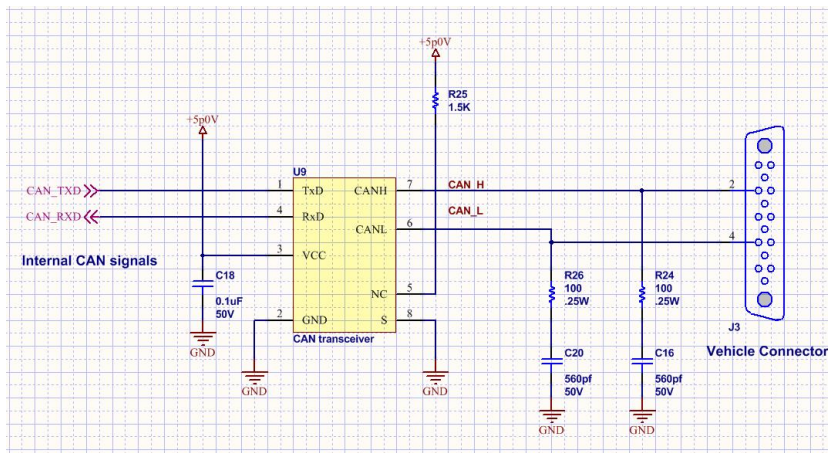 +5p0V
R25
1.5K
+5p0V
U9
CAN_TXD
1
TxD
CANH
7
CAN_H
2
CAN_RXD
4
RxD
CAN_L
CANL
6
4
3
VCC
Internal CAN signals
C18
0.1uF
50V
R26
100
.25W
R24
100
.25W
NC
5
2
GND
S
8
J3
CAN transceiver
GND
C20
560pf
50V
C16
560pf
50V
Vehicle Connector
GND
GND
GND
GND